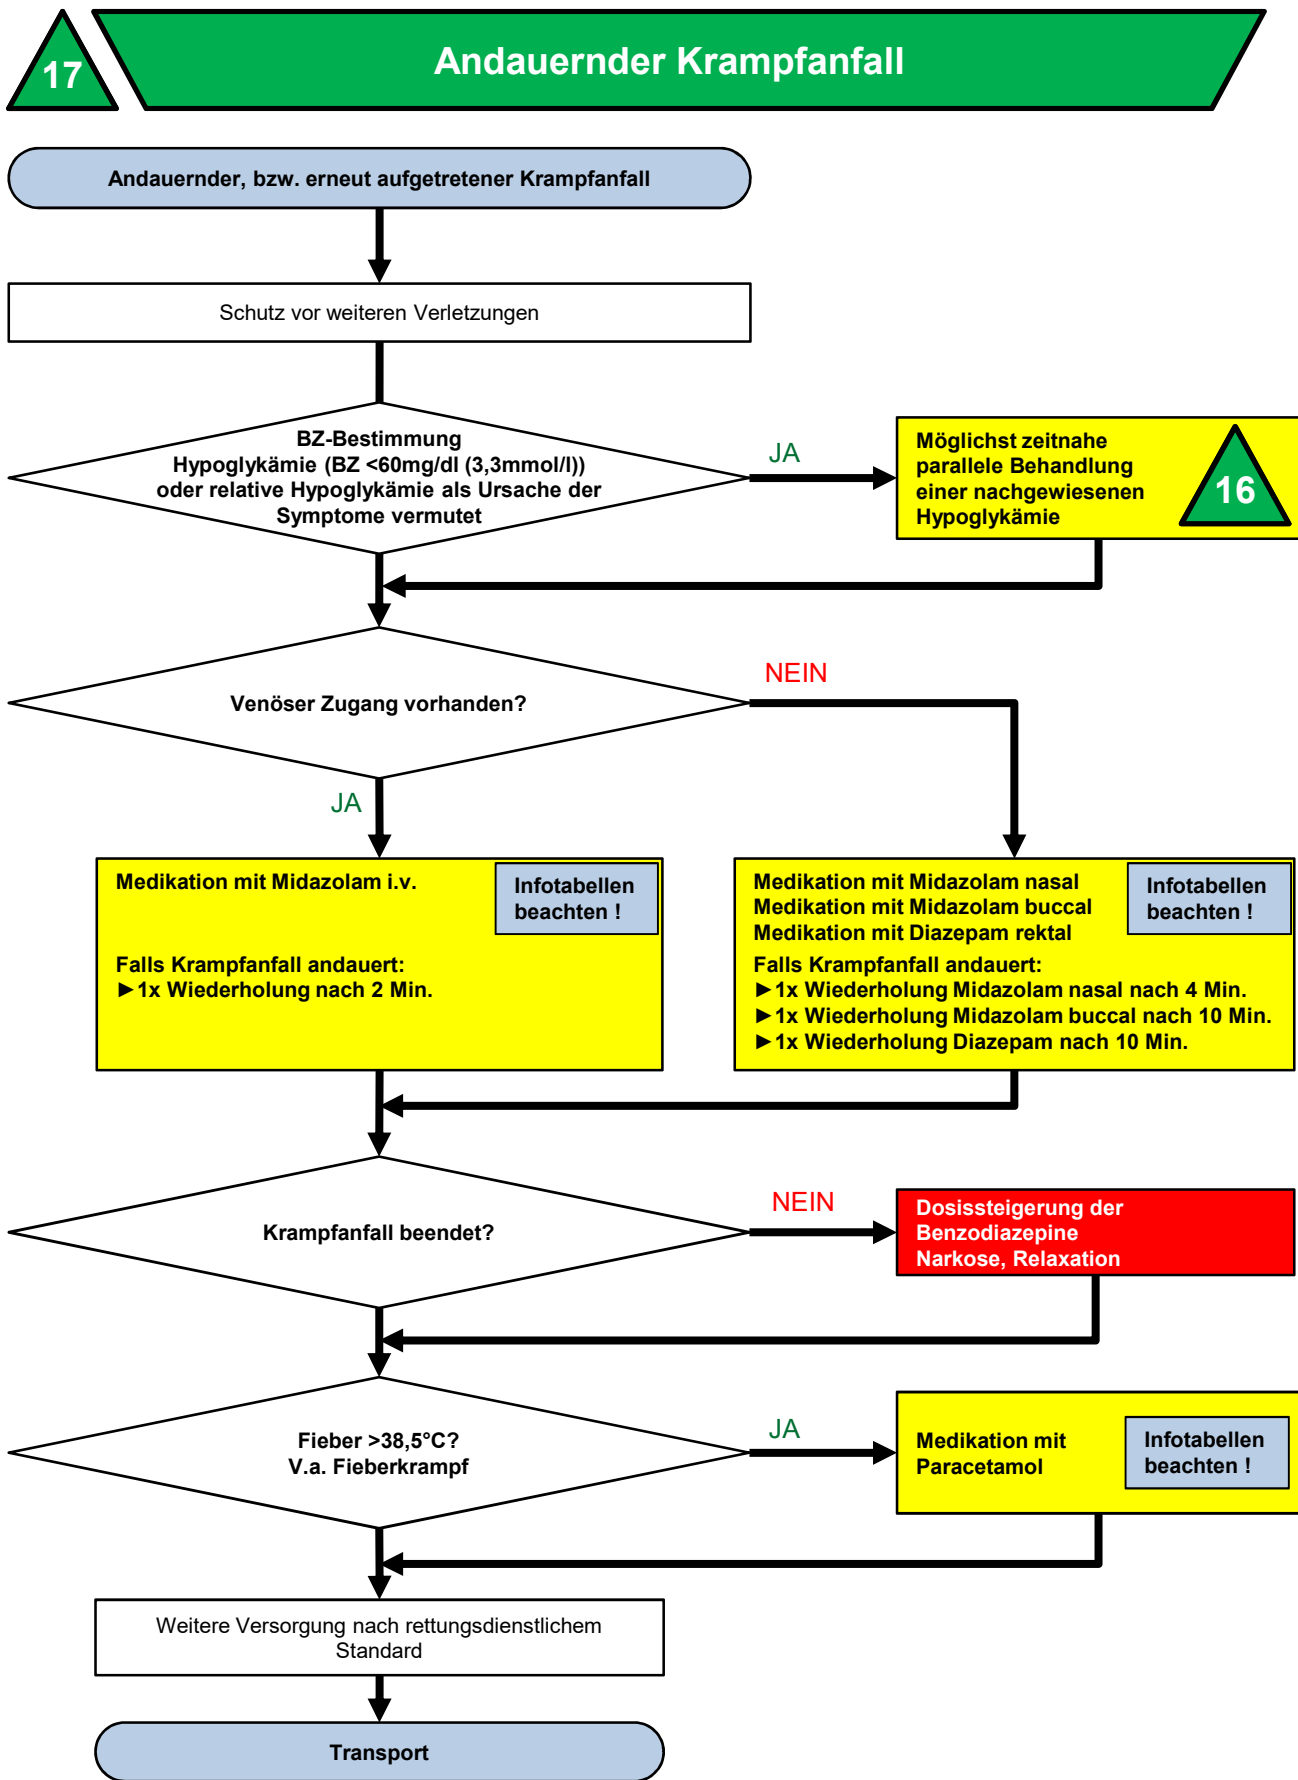 17
Andauernder Krampfanfall
Andauernder, bzw. erneut aufgetretener Krampfanfall
Schutz vor weiteren Verletzungen
BZ-Bestimmung
Hypoglykämie (BZ <60mg/dl (3,3mmol/l))
oder relative Hypoglykämie als Ursache der
Symptome vermutet
JA
Möglichst zeitnahe
parallele Behandlung
einer nachgewiesenen
Hypoglykämie
16
Venöser Zugang vorhanden?
NEIN
JA
Medikation mit Midazolam i.v.
Infotabellen
beachten !
Falls Krampfanfall andauert:
►1x Wiederholung nach 2 Min.
Medikation mit Midazolam nasal
Medikation mit Midazolam buccal
Medikation mit Diazepam rektal
Infotabellen
beachten !
Falls Krampfanfall andauert:
►1x Wiederholung Midazolam nasal nach 4 Min.
►1x Wiederholung Midazolam buccal nach 10 Min.
►1x Wiederholung Diazepam nach 10 Min.
Krampfanfall beendet?
NEIN
Dosissteigerung der
Benzodiazepine
Narkose, Relaxation
Fieber >38,5°C?
V.a. Fieberkrampf
JA
Medikation mit
Paracetamol
Infotabellen
beachten !
Weitere Versorgung nach rettungsdienstlichem
Standard
Transport